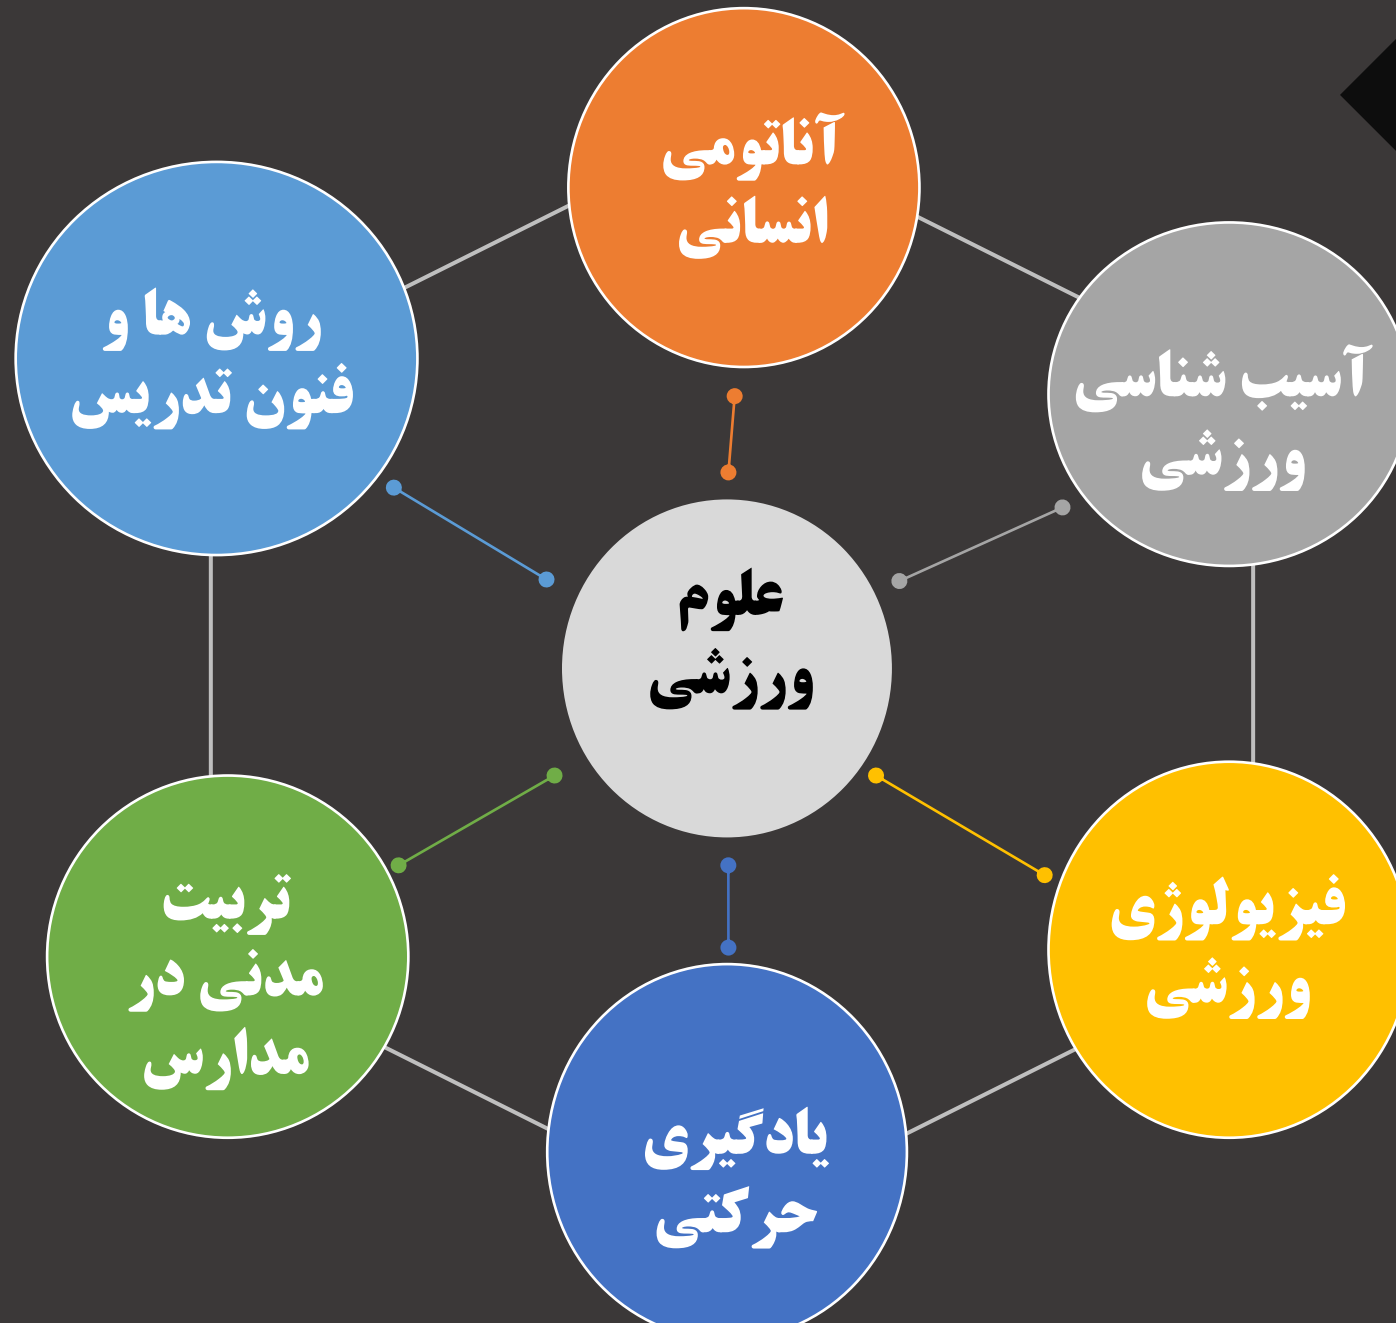 آناتومی
انسانی
آسیب شناسی
ورزشی
فیزیولوژی
ورزشی
یادگیری
حرکتی
تربیت
مدنی در
مدارس
روش ها و
فنون تدریس
علوم
ورزشی